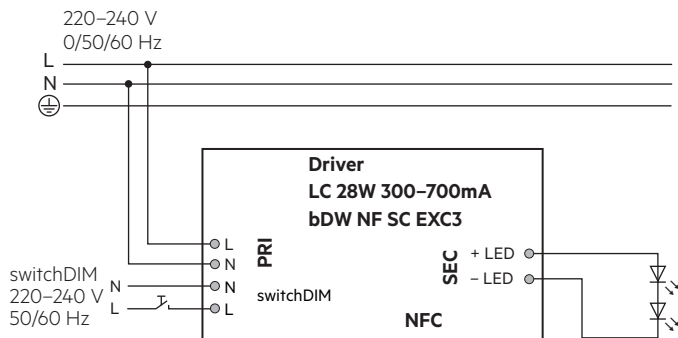 220–240 V
0/50/60 Hz
L
N
Driver
LC 28W 300–700mA
bDW NF SC EXC3
PRI
L
N
N
L
switchDIM
SEC
+ LED
– LED
NFC
switchDIM
220–240 V
50/60 Hz
N
L